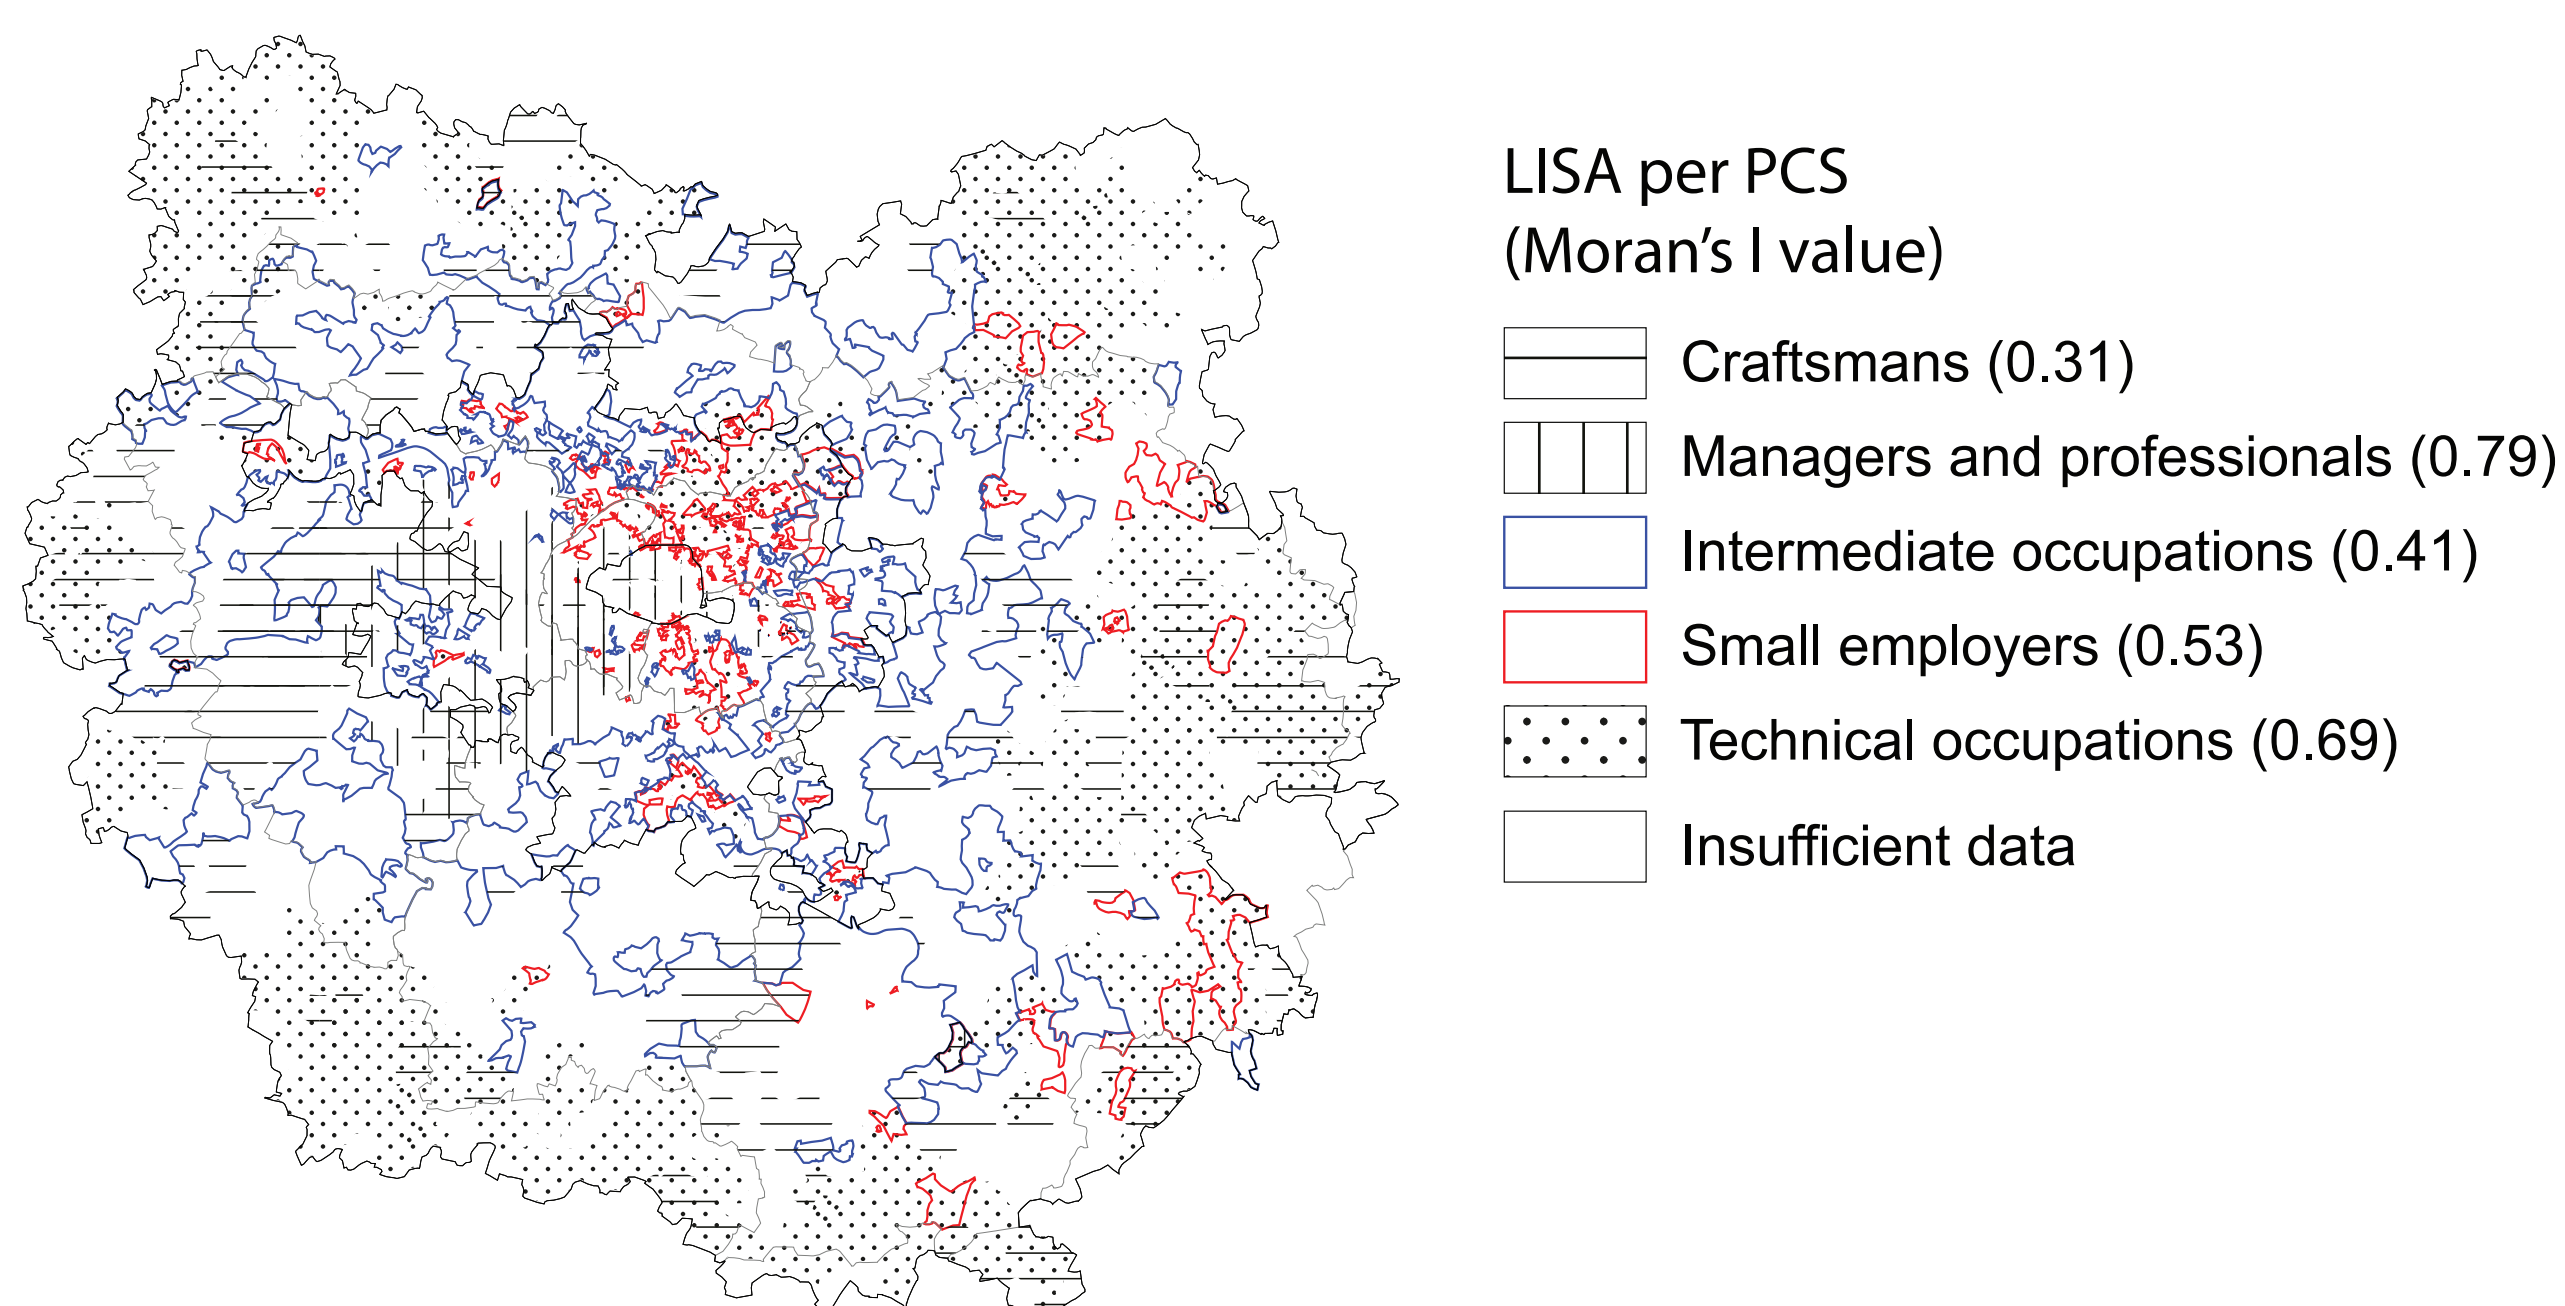 LISA per PCS
(Moran’s I value)
Craftsmans (0.31)
Managers and professionals (0.79)
Intermediate occupations (0.41)
Small employers (0.53)
Technical occupations (0.69)
Insufficient data